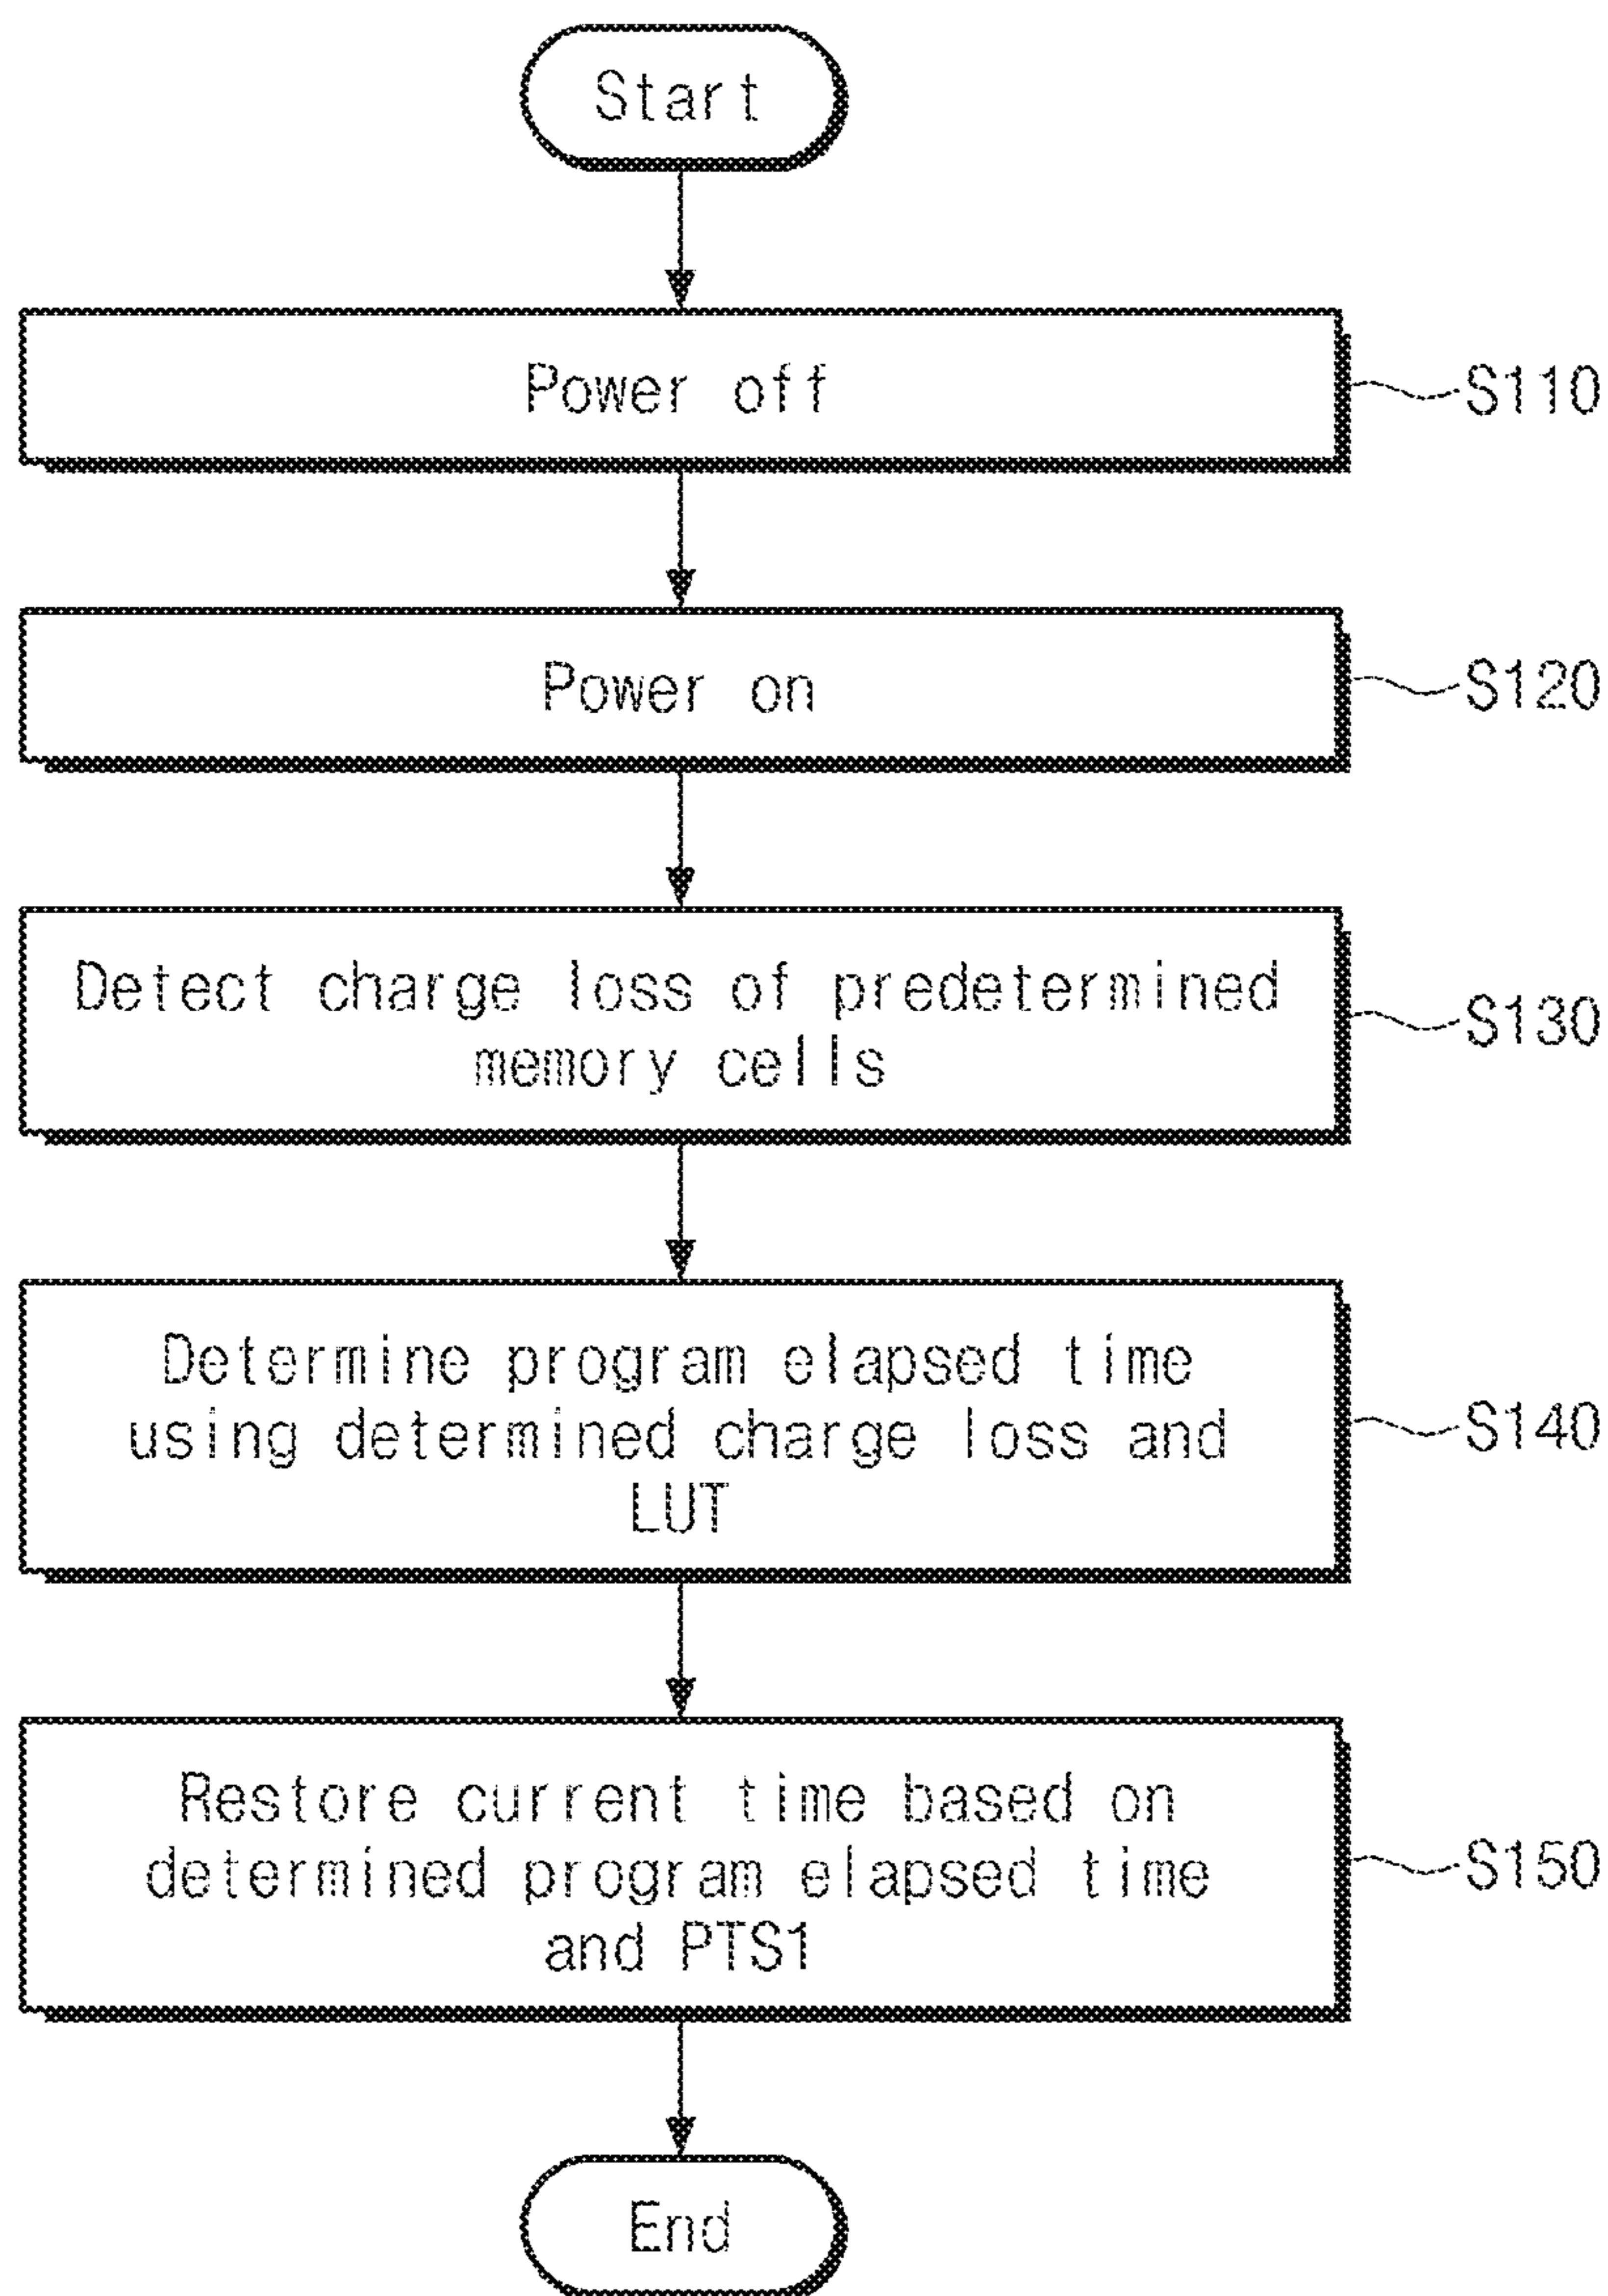 Start
Power off
S110
Power on
S120
Detect charge loss of predetermined
memory cells
S130
Determine program elapsed time
using determined charge loss and
LUT
S140
Restore current time based on
determined program elapsed time
and PTS1
S150
End